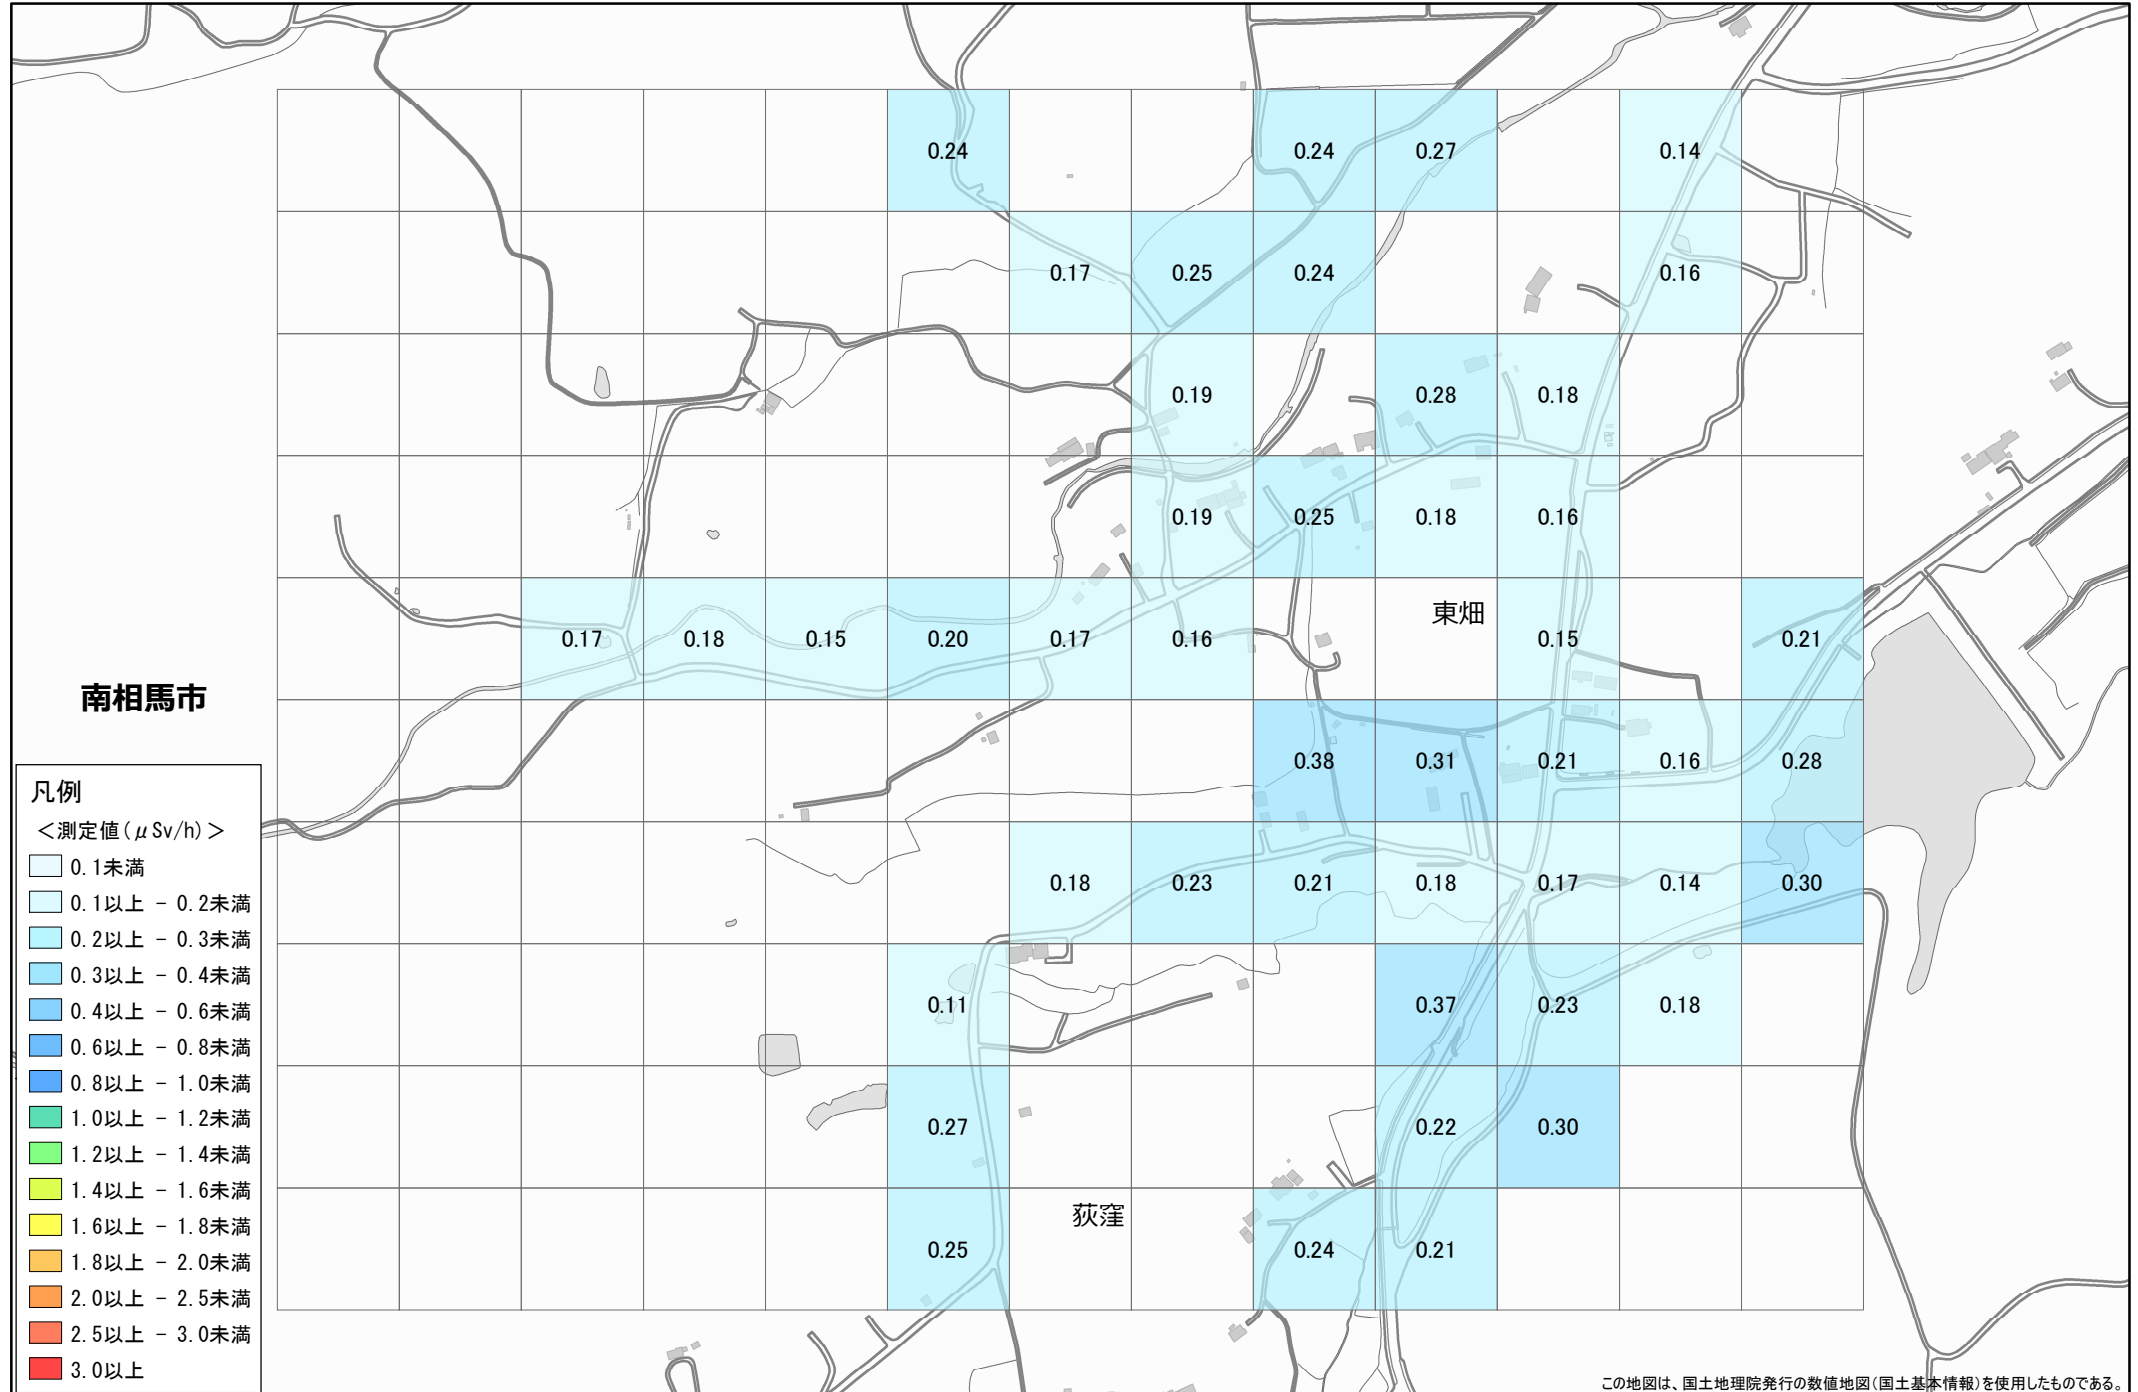 0.24 0.24 0.27 0.14
0.17 0.25 0.24 0.16
0.19 0.28 0.18
0.19 0.25 0.18 0.16
東畑
0.17 0.18 0.15 0.20 0.17 0.16 0.15 0.21
南相馬市
0.38 0.31 0.21 0.16 0.28
0.18 0.23 0.21 0.18 0.17 0.14 0.30
0.11 0.37 0.23 0.18
0.27 0.22 0.30
荻窪
0.25 0.24 0.21
凡例
＜測定値(μSv/h)＞
0.1未満
0.1以上 － 0.2未満
0.2以上 － 0.3未満
0.3以上 － 0.4未満
0.4以上 － 0.6未満
0.6以上 － 0.8未満
0.8以上 － 1.0未満
1.0以上 － 1.2未満
1.2以上 － 1.4未満
1.4以上 － 1.6未満
1.6以上 － 1.8未満
1.8以上 － 2.0未満
2.0以上 － 2.5未満
2.5以上 － 3.0未満
3.0以上
この地図は、国土地理院発行の数値地図(国土基本情報)を使用したものである。